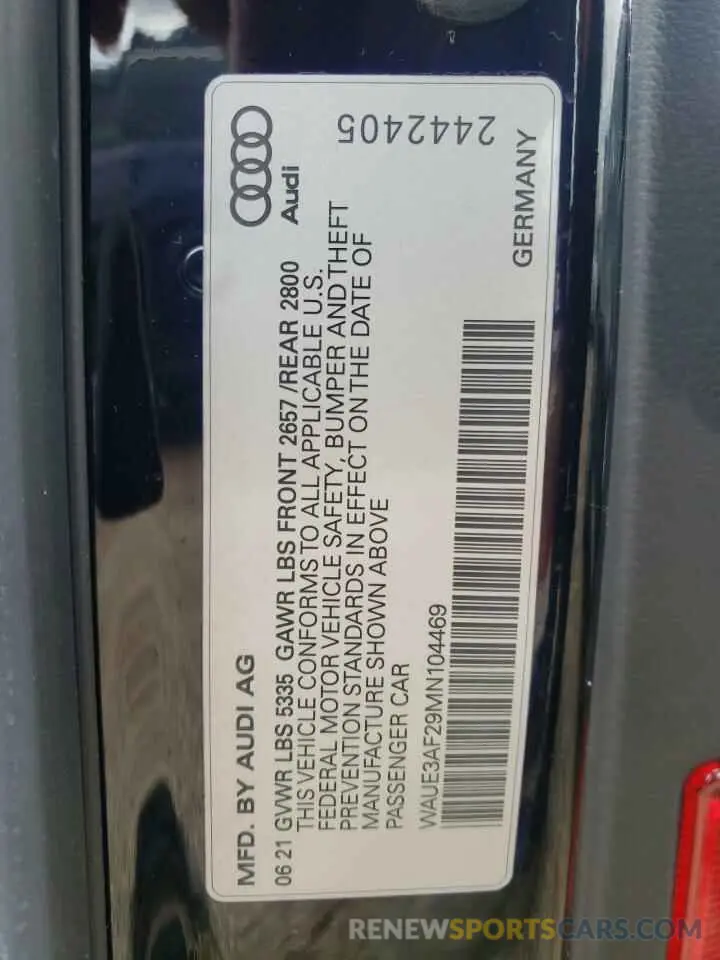 MFD. BY AUDI AG
Audi
06 21 GVWR LBS 5335 GAWR LBS FRONT 2657 /REAR 2800
THIS VEHICLE CONFORMS TO ALL APPLICABLE U.S.
FEDERAL MOTOR VEHICLE SAFETY, BUMPER AND THEFT
PREVENTION STANDARDS IN EFFECT ON THE DATE OF
MANUFACTURE SHOWN ABOVE
PASSENGER CAR
WAUE3AF29MN104469
2442405
GERMANY
RENEWSPORTSCARS.COM